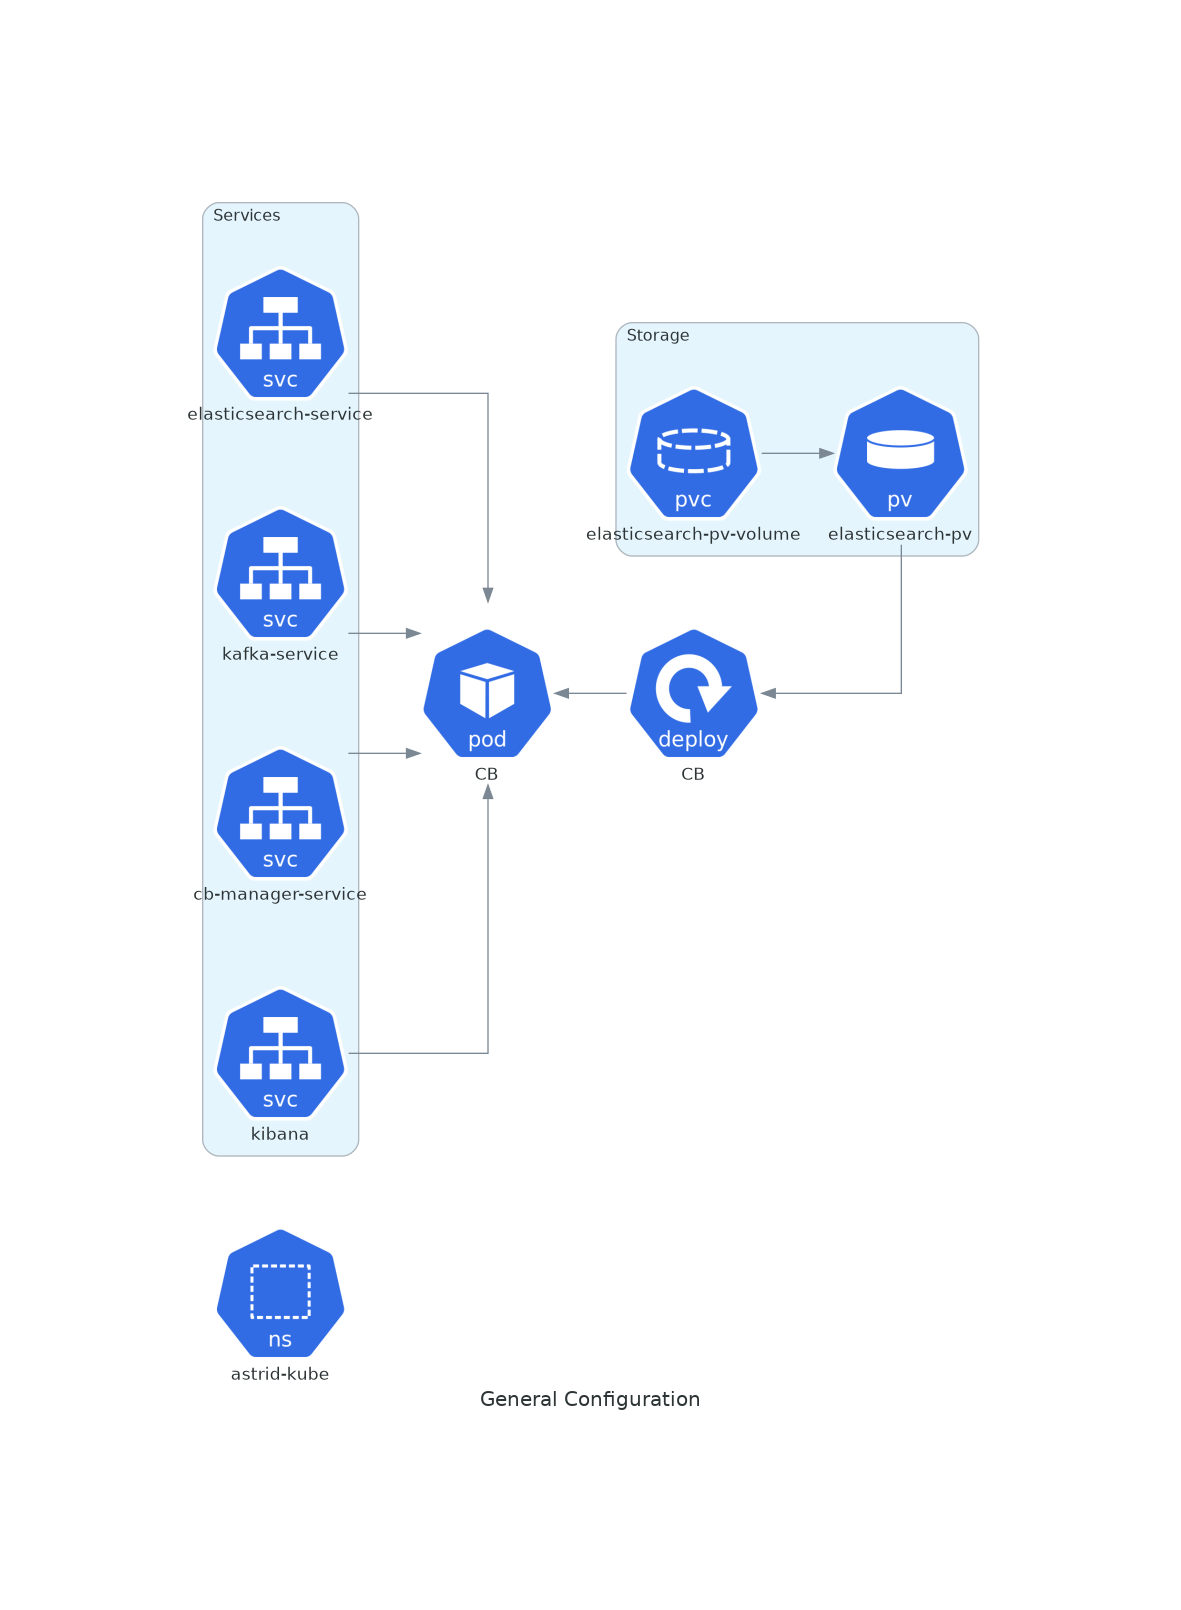 Services
svc
elasticsearch-service
Storage
pvc
elasticsearch-pv-volume
pv
elasticsearch-pv
svc
kafka-service
pod
CB
deploy
CB
svc
cb-manager-service
svc
kibana
ns
astrid-kube
General Configuration